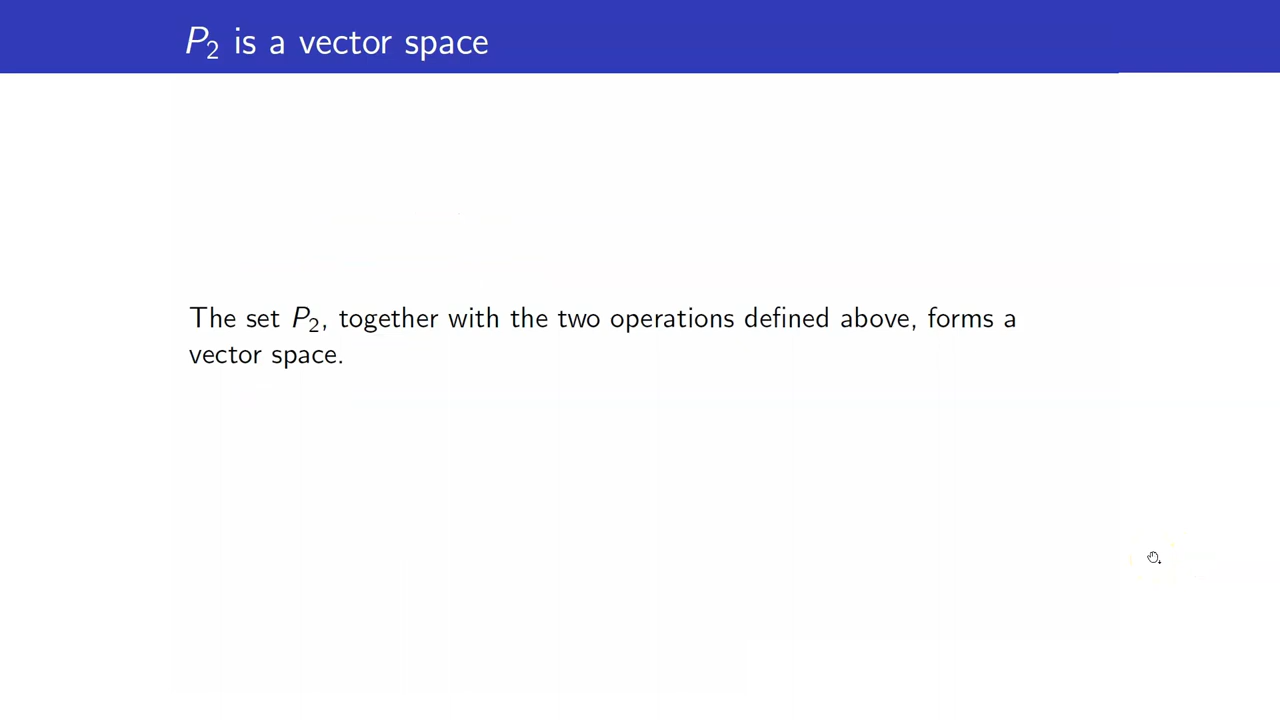 P₂ is a vector space
The set P₂, together with the two operations defined above, forms a
vector space.